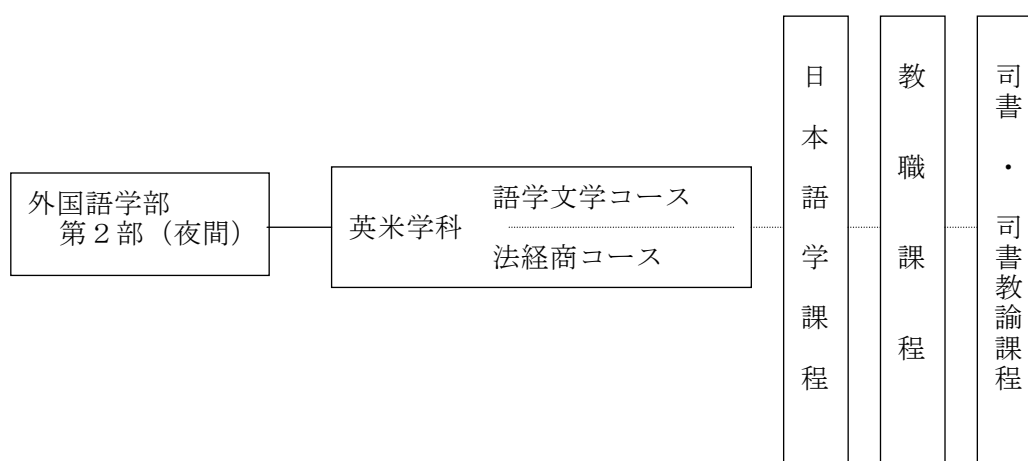 外国語学部
第2部（夜間）
英米学科
語学文学コース
法経商コース
日本語学課程
教職課程
司書・司書教諭課程